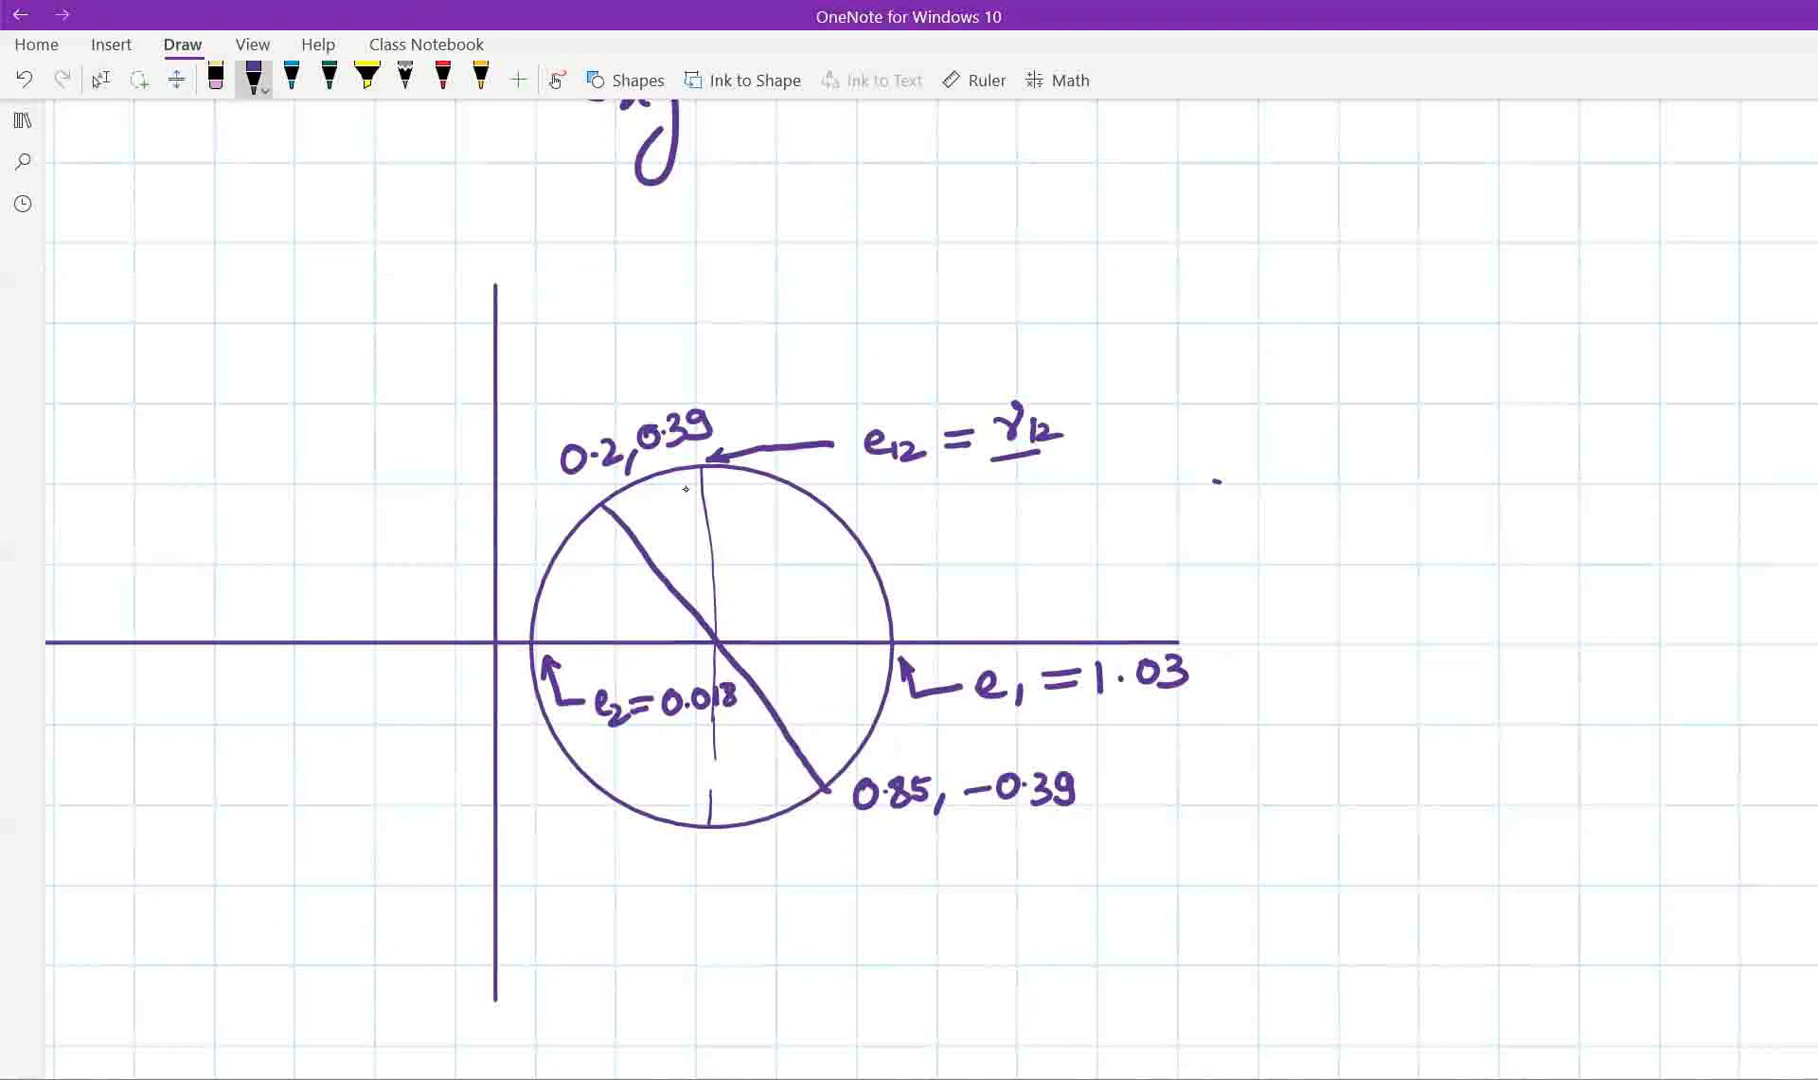 OneNote for Windows 10
Home Insert Draw View Help Class Notebook
Shapes Ink to Shape Ink to Text Ruler Math
0.2, 0.39
e12 = γ12
e2 = 0.018
e1 = 1.03
0.85, -0.39